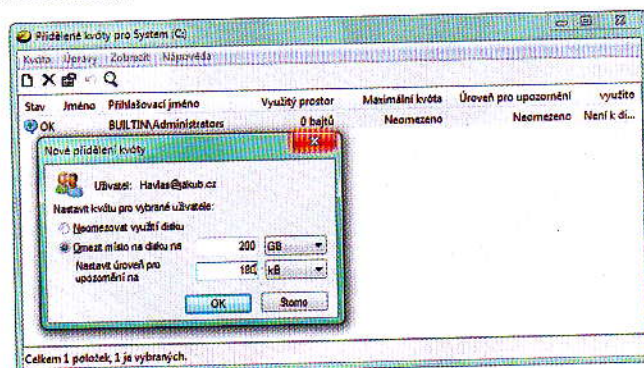 Přidělené kvóty pro System (C:)
Kvóta Úpravy Zobrazit Nápověda
Stav Jméno Přihlašovací jméno Využitý prostor Maximální kvóta Úroveň pro upozornění využito
OK BUILTIN\Administrators 0 bajtů Neomezeno Neomezeno Není k di...
Nové přidělení kvóty
Uživatel: Havlas@jakub.cz
Nastavit kvótu pro vybrané uživatele:
Neomezovat využití disku
Omezit místo na disku na 200 GB
Nastavit úroveň pro
upozornění na 180 kB
OK Storno
Celkem 1 položek, 1 je vybraných.